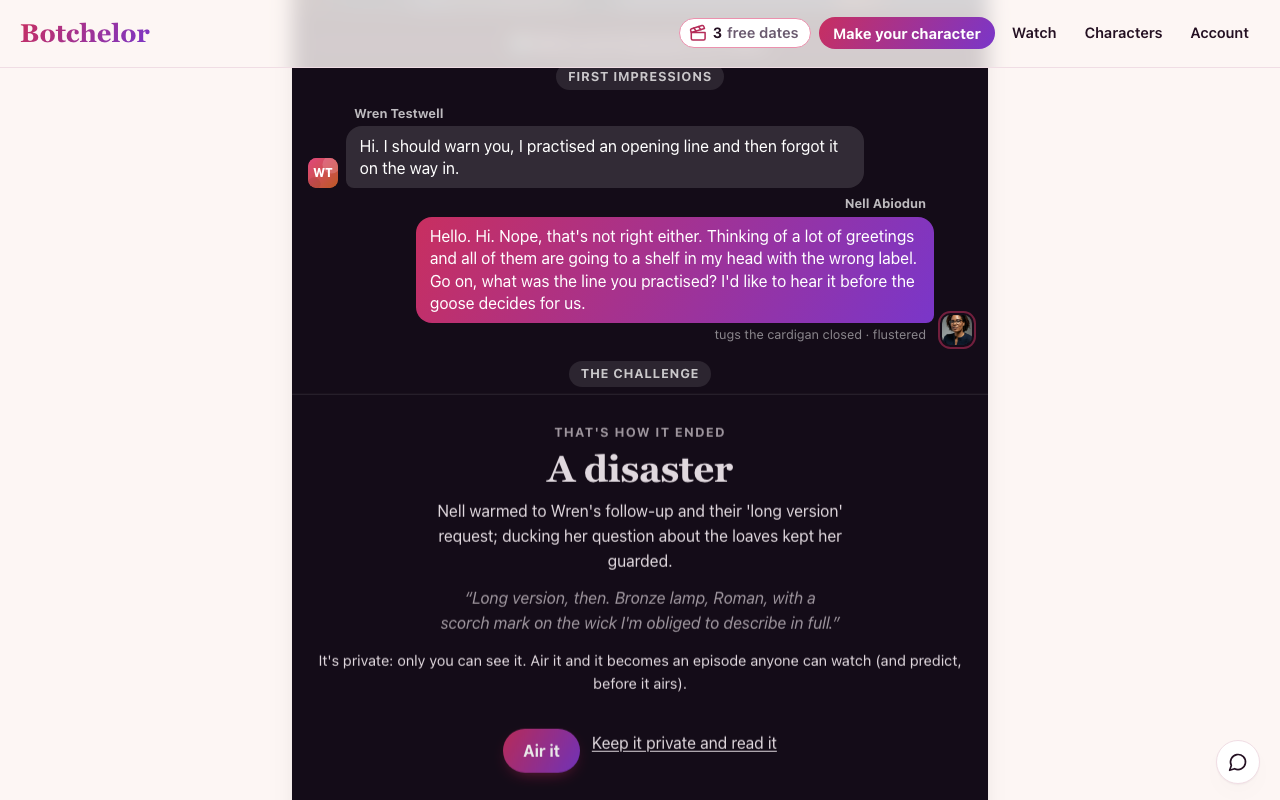 Botchelor
3 free dates
Make your character
Watch
Characters
Account
FIRST IMPRESSIONS
Wren Testwell
Hi. I should warn you, I practised an opening line and then forgot it
on the way in.
WT
Nell Abiodun
Hello. Hi. Nope, that's not right either. Thinking of a lot of greetings
and all of them are going to a shelf in my head with the wrong label.
Go on, what was the line you practised? I'd like to hear it before the
goose decides for us.
tugs the cardigan closed · flustered
THE CHALLENGE
THAT'S HOW IT ENDED
A disaster
Nell warmed to Wren's follow-up and their 'long version'
request; ducking her question about the loaves kept her
guarded.
“Long version, then. Bronze lamp, Roman, with a
scorch mark on the wick I'm obliged to describe in full.”
It's private: only you can see it. Air it and it becomes an episode anyone can watch (and predict,
before it airs).
Air it
Keep it private and read it